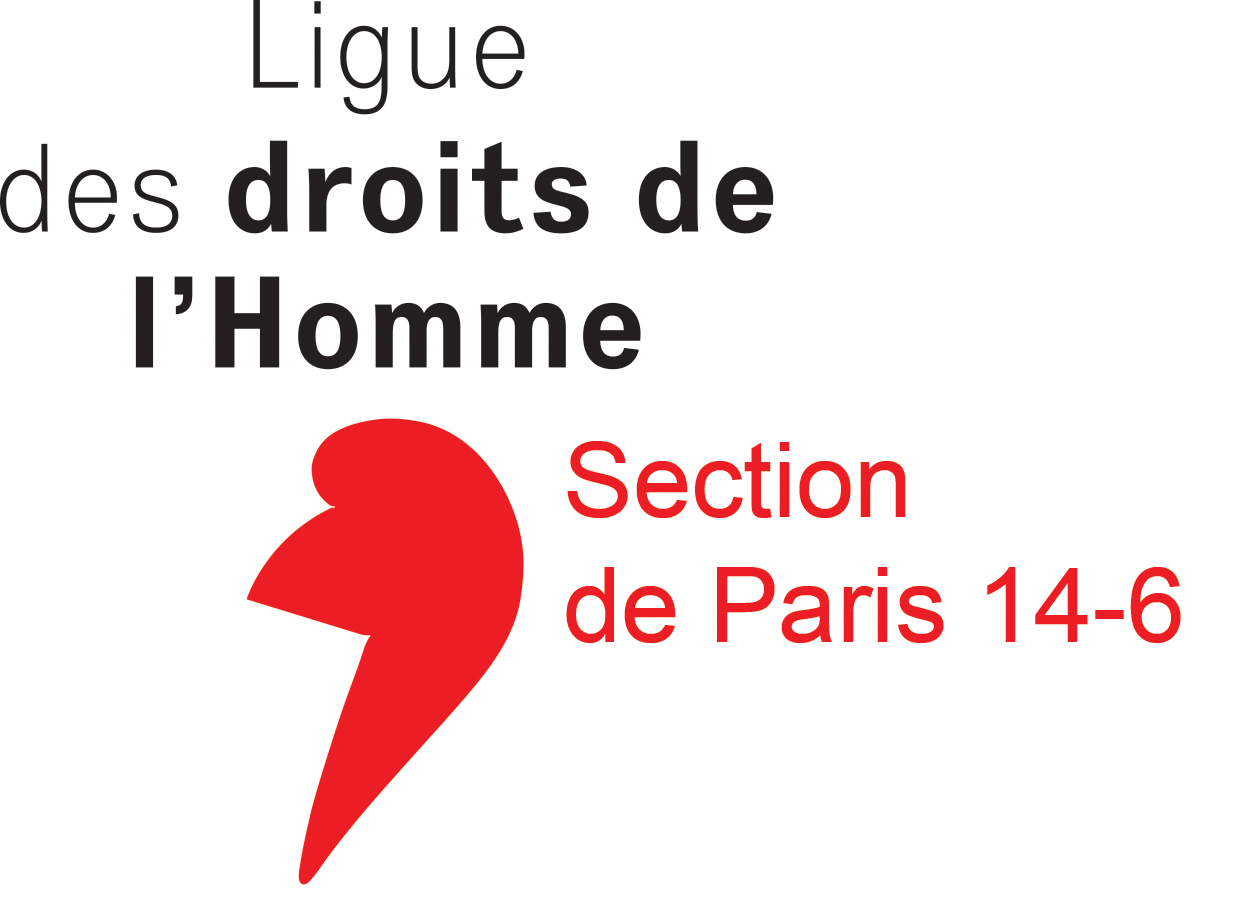 Ligue
des droits de
l’Homme
Section
de Paris 14-6